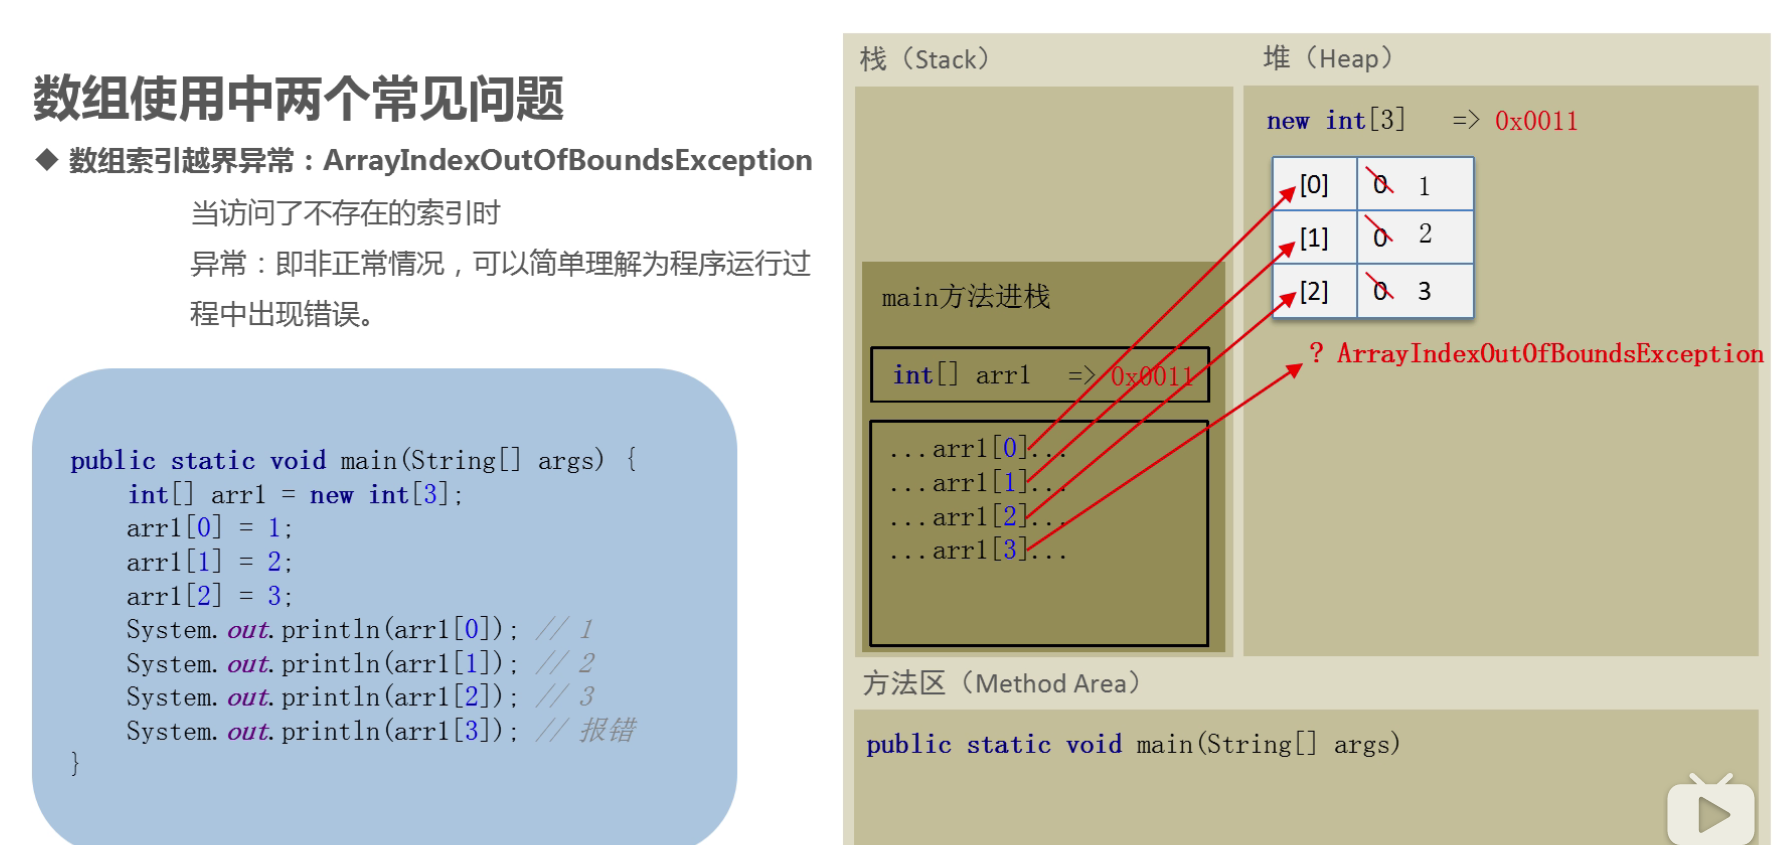 数组使用中两个常见问题
◆ 数组索引越界异常：ArrayIndexOutOfBoundsException
当访问了不存在的索引时
异常：即非正常情况，可以简单理解为程序运行过
程中出现错误。
public static void main(String[] args) {
int[] arr1 = new int[3];
arr1[0] = 1;
arr1[1] = 2;
arr1[2] = 3;
System.out.println(arr1[0]); // 1
System.out.println(arr1[1]); // 2
System.out.println(arr1[2]); // 3
System.out.println(arr1[3]); // 报错
}
栈（Stack）
main方法进栈
int[] arr1 => 0x0011
...arr1[0]...
...arr1[1]...
...arr1[2]...
...arr1[3]...
堆（Heap）
new int[3] => 0x0011
[0] 0 1
[1] 0 2
[2] 0 3
? ArrayIndexOutOfBoundsException
方法区（Method Area）
public static void main(String[] args)